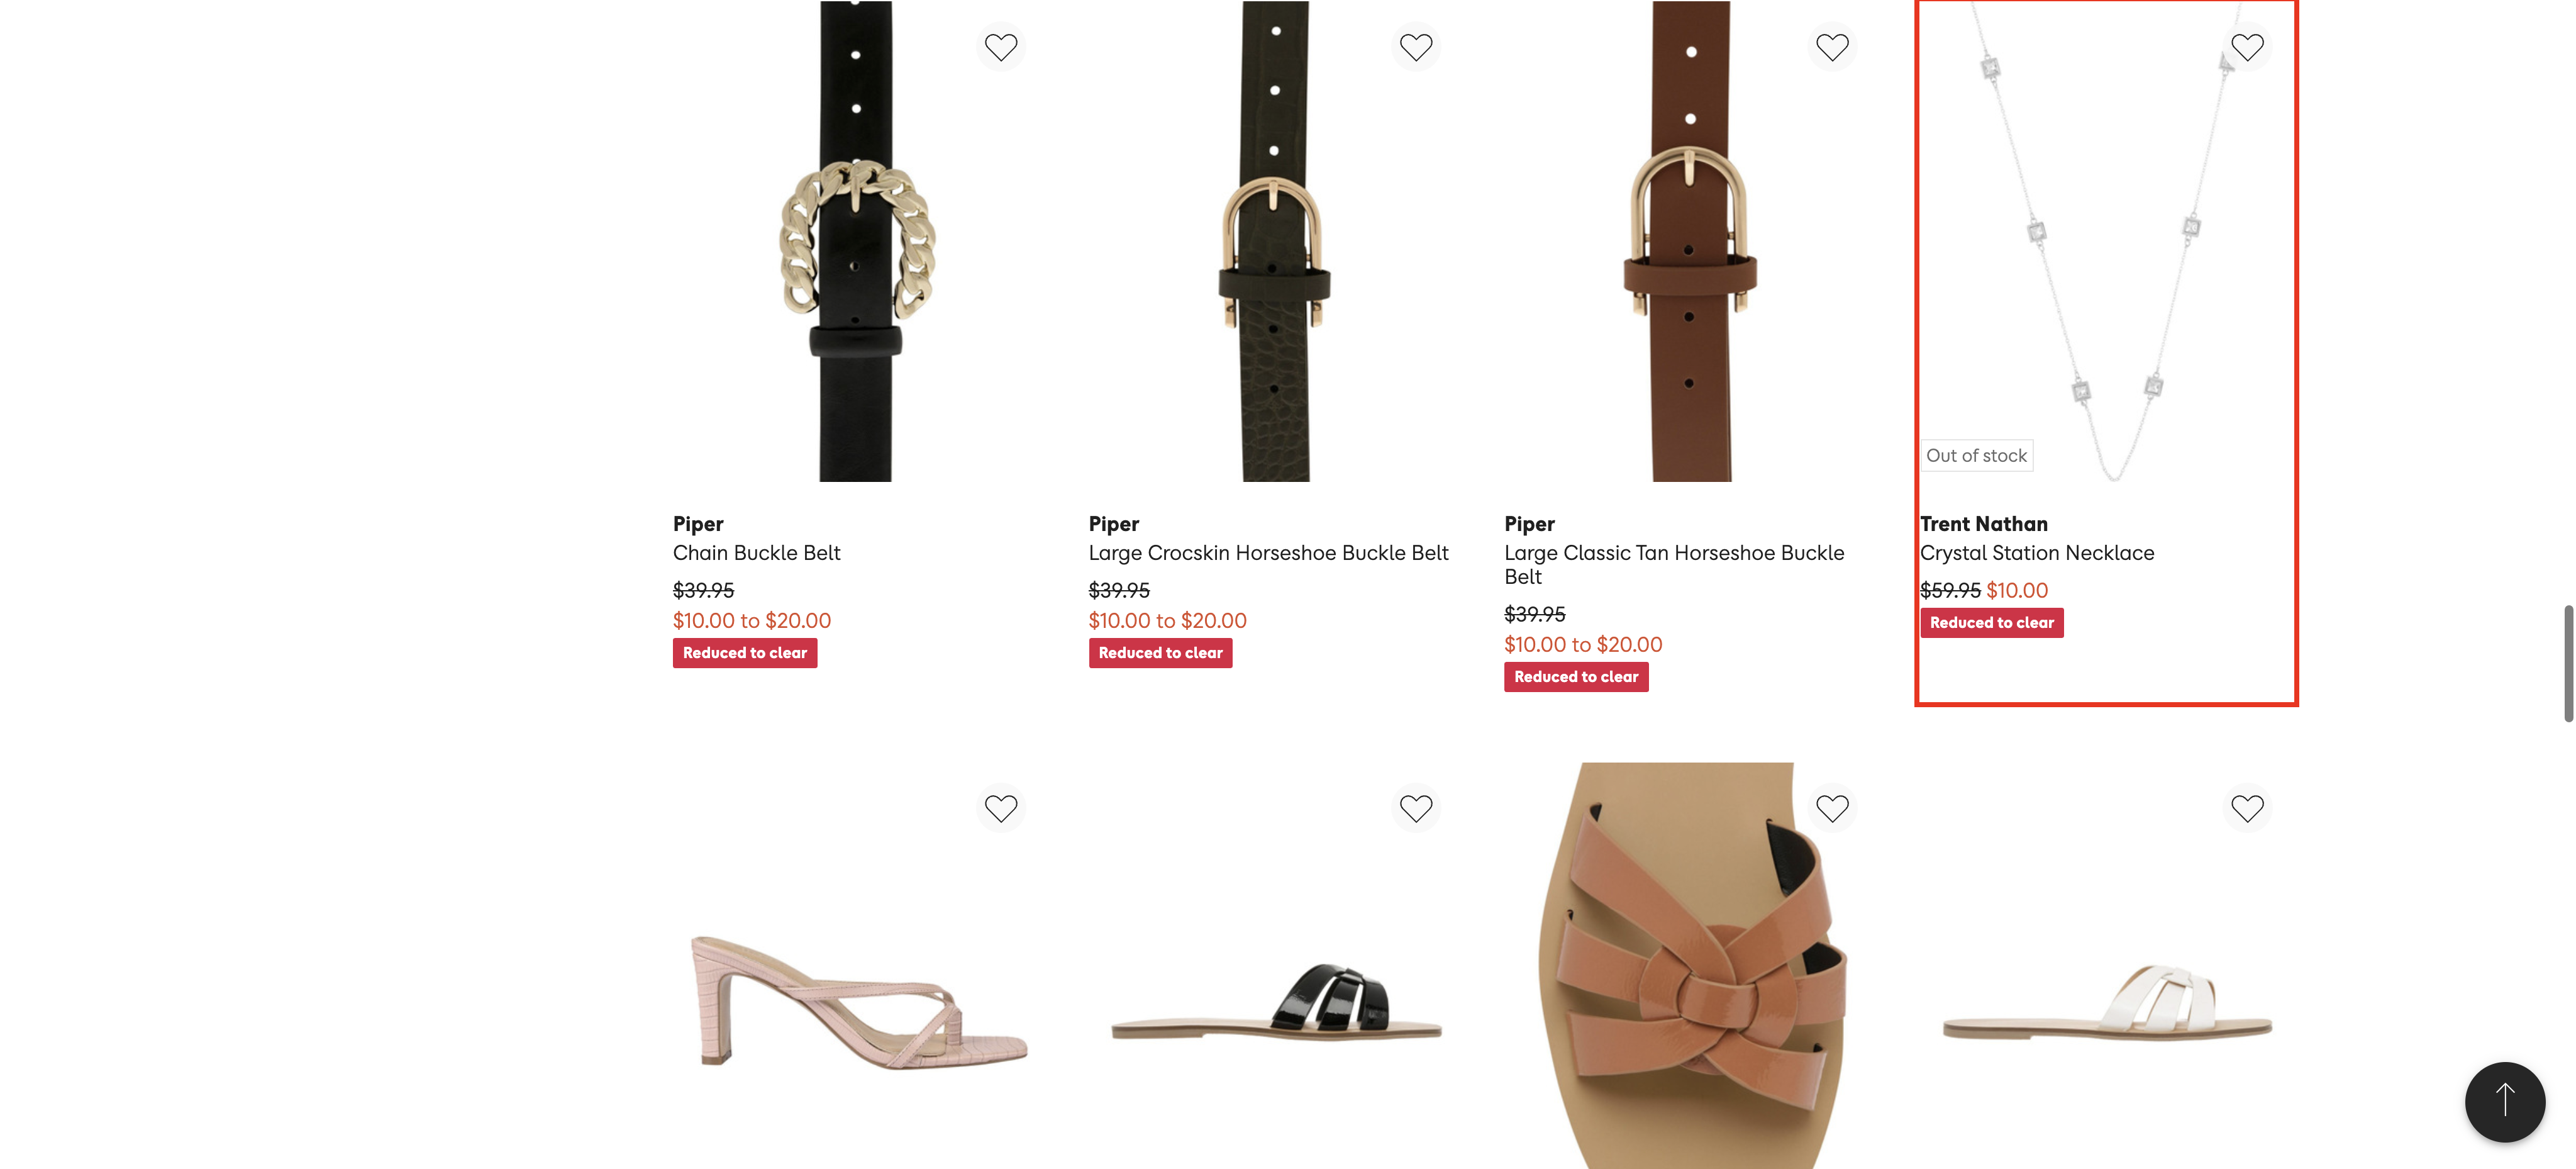 Out of stock
Piper
Chain Buckle Belt
$39.95
$10.00 to $20.00
Reduced to clear
Piper
Large Crocskin Horseshoe Buckle Belt
$39.95
$10.00 to $20.00
Reduced to clear
Piper
Large Classic Tan Horseshoe Buckle
Belt
$39.95
$10.00 to $20.00
Reduced to clear
Trent Nathan
Crystal Station Necklace
$59.95 $10.00
Reduced to clear